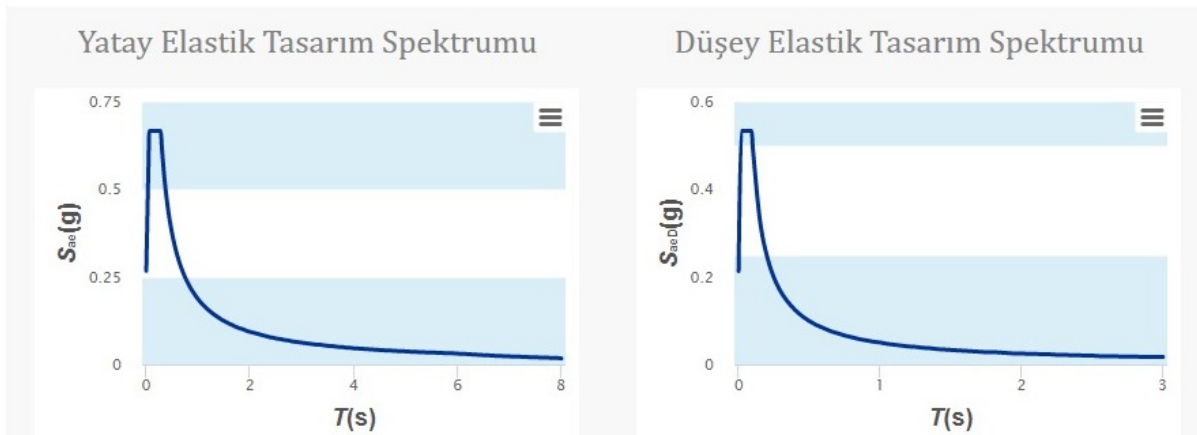 Yatay Elastik Tasarım Spektrumu
0.75
0.5
0.25
0
Sae(g)
0 2 4 6 8
T(s)
Düşey Elastik Tasarım Spektrumu
0.6
0.4
0.2
0
SaeD(g)
0 1 2 3
T(s)